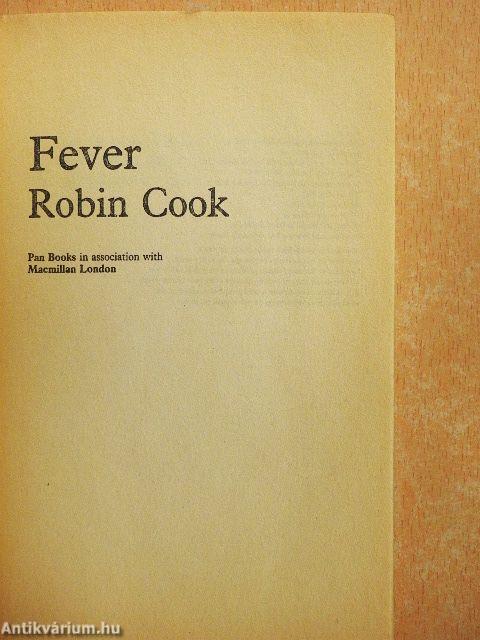 Fever
Robin Cook
Pan Books in association with
Macmillan London
Antikvárium.hu